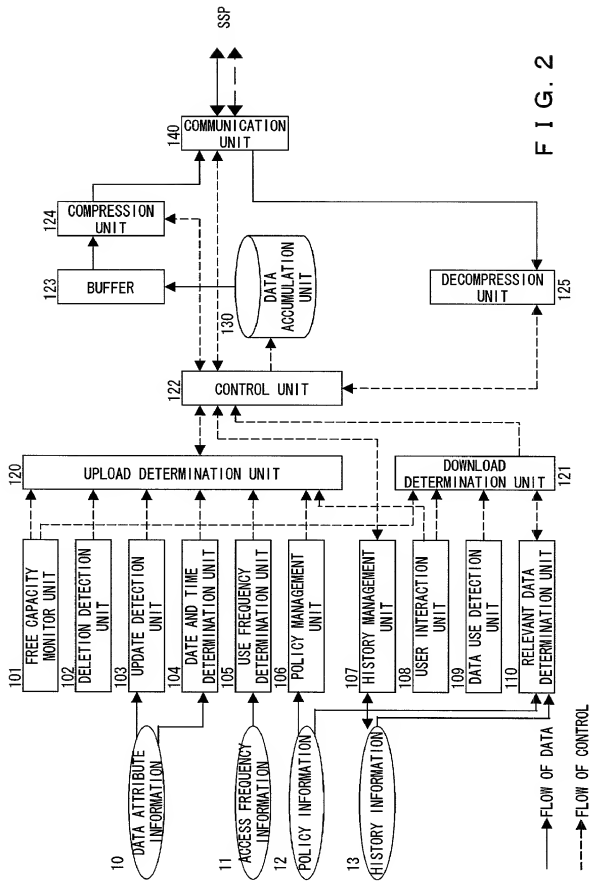 10
DATA ATTRIBUTE
INFORMATION
11
ACCESS FREQUENCY
INFORMATION
12
POLICY INFORMATION
13
HISTORY INFORMATION
101
FREE CAPACITY
MONITOR UNIT
102
DELETION DETECTION
UNIT
103
UPDATE DETECTION
UNIT
104
DATE AND TIME
DETERMINATION UNIT
105
USE FREQUENCY
DETERMINATION UNIT
106
POLICY MANAGEMENT
UNIT
107
HISTORY MANAGEMENT
UNIT
108
USER INTERACTION
UNIT
109
DATA USE DETECTION
UNIT
110
RELEVANT DATA
DETERMINATION UNIT
120
UPLOAD DETERMINATION UNIT
DOWNLOAD
DETERMINATION UNIT
121
122
CONTROL UNIT
123
BUFFER
124
COMPRESSION
UNIT
130
DATA
ACCUMULATION
UNIT
DECOMPRESSION
UNIT
125
140
COMMUNICATION
UNIT
SSP
FLOW OF DATA
FLOW OF CONTROL
FIG. 2